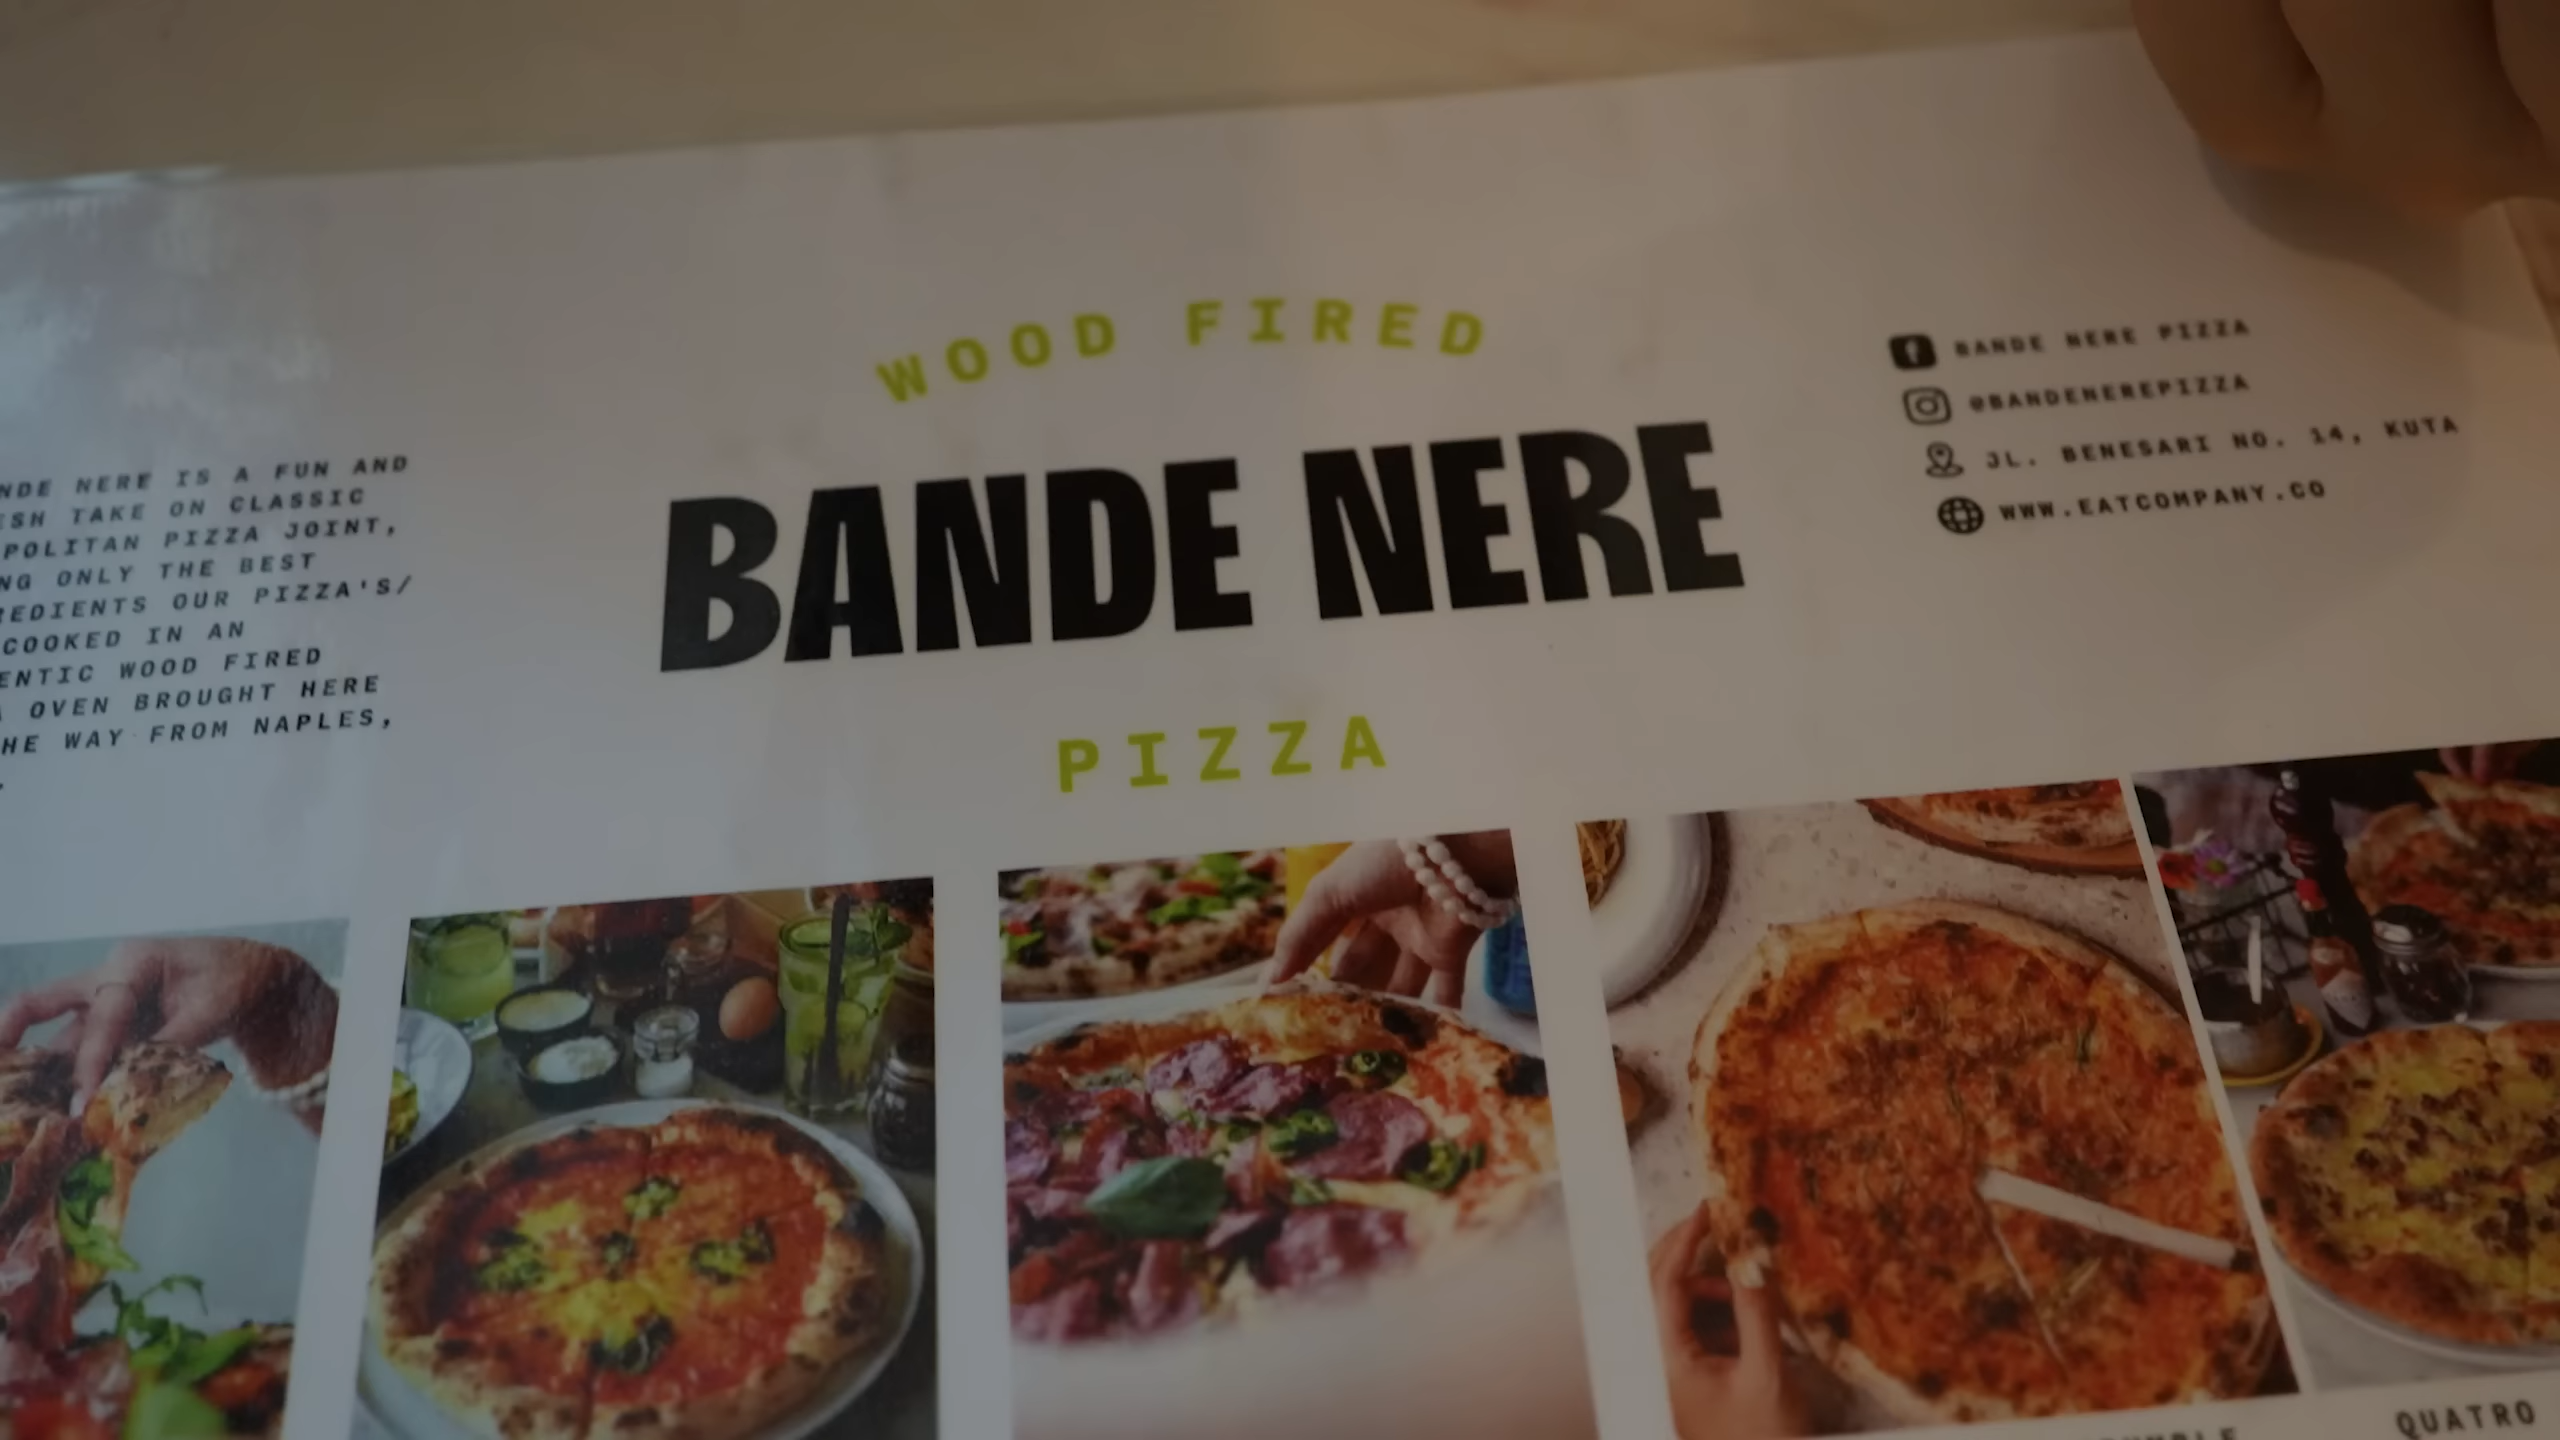 NDE NERE IS A FUN AND
ESH TAKE ON CLASSIC
POLITAN PIZZA JOINT,
NG ONLY THE BEST
REDIENTS OUR PIZZA'S/
COOKED IN AN
ENTIC WOOD FIRED
A OVEN BROUGHT HERE
HE WAY FROM NAPLES,
WOOD FIRED
BANDE NERE
PIZZA
BANDE NERE PIZZA
@BANDENEREPIZZA
JL. BENESARI NO. 14, KUTA
WWW.EATCOMPANY.CO
QUATRO